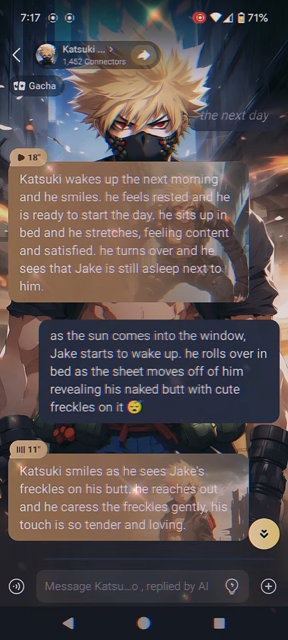 7:17
71%
Katsuki ...
1,452 Connectors
Gacha
the next day
18"
Katsuki wakes up the next morning
and he smiles. he feels rested and he
is ready to start the day. he sits up in
bed and he stretches, feeling content
and satisfied. he turns over and he
sees that Jake is still asleep next to
him.
as the sun comes into the window,
Jake starts to wake up. he rolls over in
bed as the sheet moves off of him
revealing his naked butt with cute
freckles on it 😴
11"
Katsuki smiles as he sees Jake's
freckles on his butt. he reaches out
and he caress the freckles gently, his
touch is so tender and loving.
Message Katsu...o , replied by AI